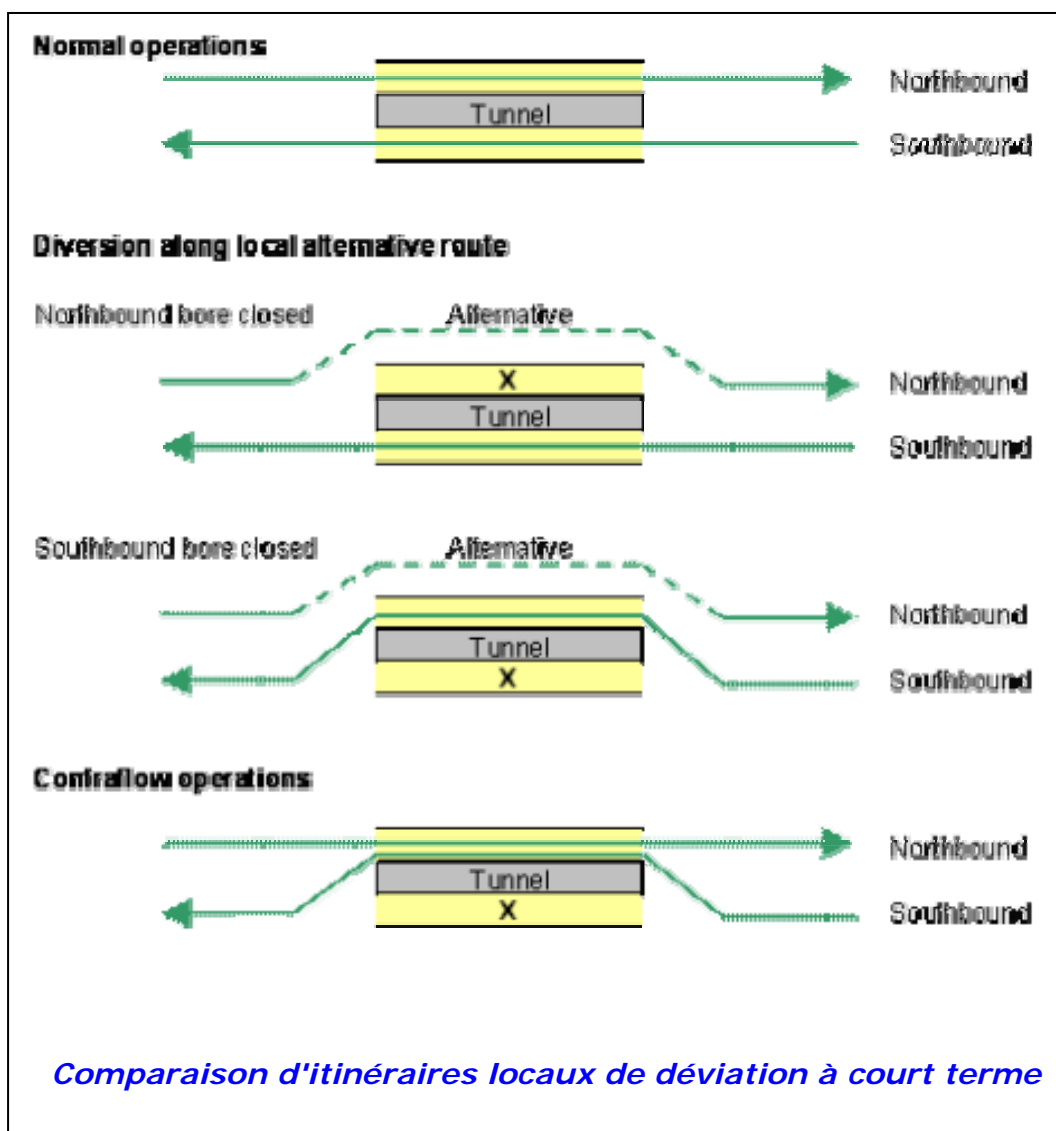 Normal operations
Northbound
Tunnel
Southbound
Diversion along local alternative route
Northbound bore closed Alternative
X
Northbound
Tunnel
Southbound
Southbound bore closed Alternative
Northbound
Tunnel
X
Southbound
Contraflow operations
Northbound
Tunnel
X
Southbound
Comparaison d'itinéraires locaux de déviation à court terme